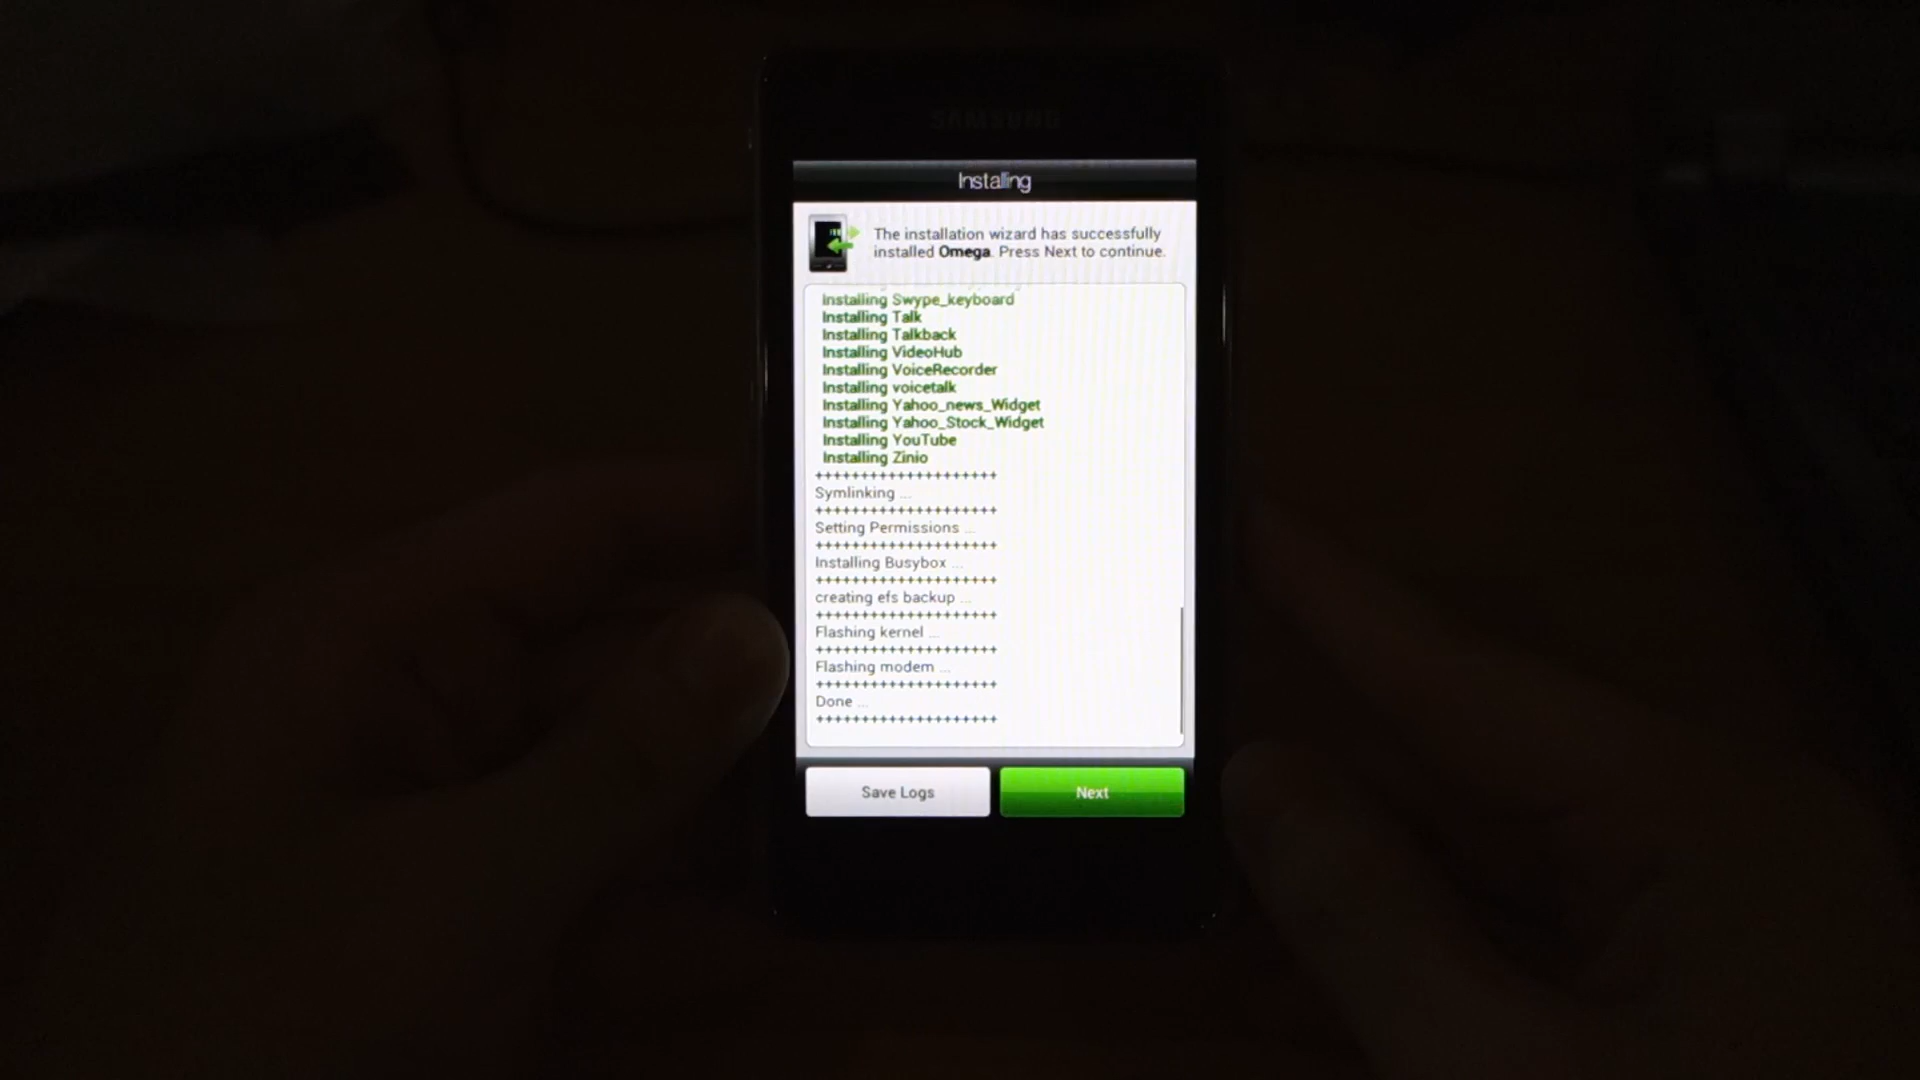 SAMSUNG
Installing
The installation wizard has successfully
installed Omega. Press Next to continue.
Installing Swype_keyboard
Installing Talk
Installing Talkback
Installing VideoHub
Installing VoiceRecorder
Installing voicetalk
Installing Yahoo_news_Widget
Installing Yahoo_Stock_Widget
Installing YouTube
Installing Zinio
++++++++++++++++++++
Symlinking ...
++++++++++++++++++++
Setting Permissions ...
++++++++++++++++++++
Installing Busybox ...
++++++++++++++++++++
creating efs backup ...
++++++++++++++++++++
Flashing kernel ...
++++++++++++++++++++
Flashing modem ...
++++++++++++++++++++
Done ...
++++++++++++++++++++
Save Logs
Next